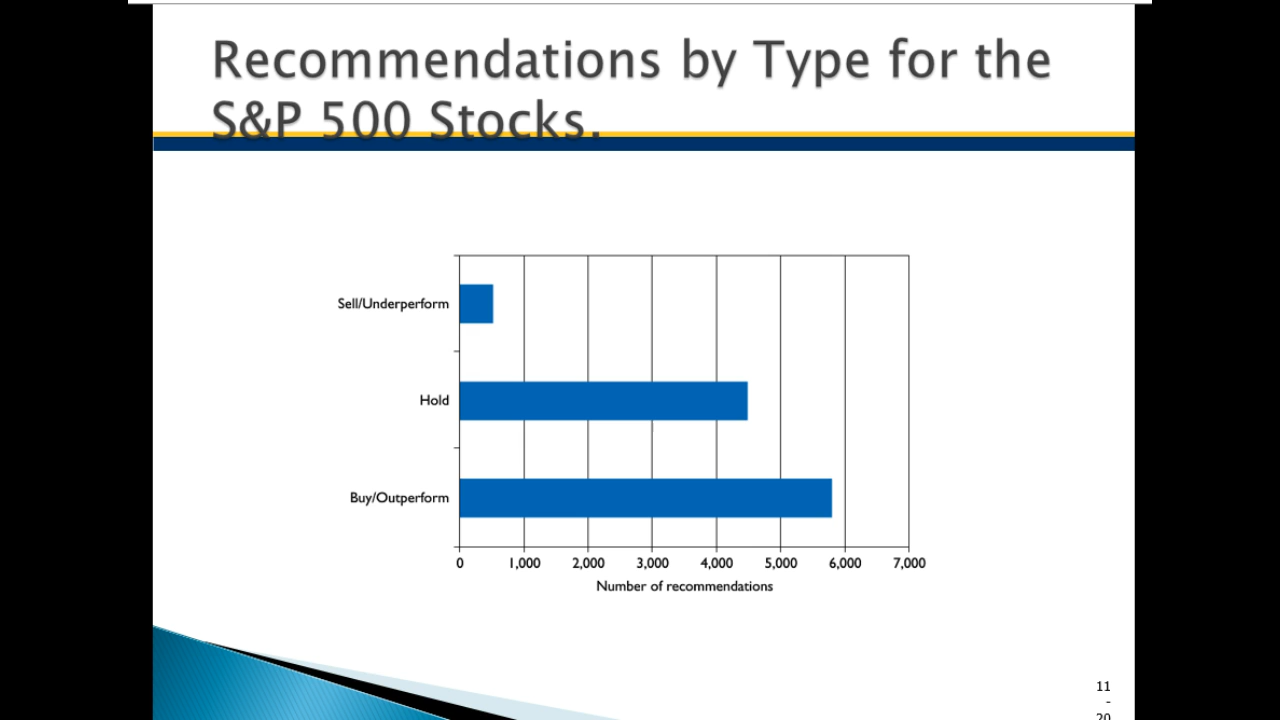 Recommendations by Type for the
S&P 500 Stocks.
Sell/Underperform
Hold
Buy/Outperform
0 1,000 2,000 3,000 4,000 5,000 6,000 7,000
Number of recommendations
11
-
20